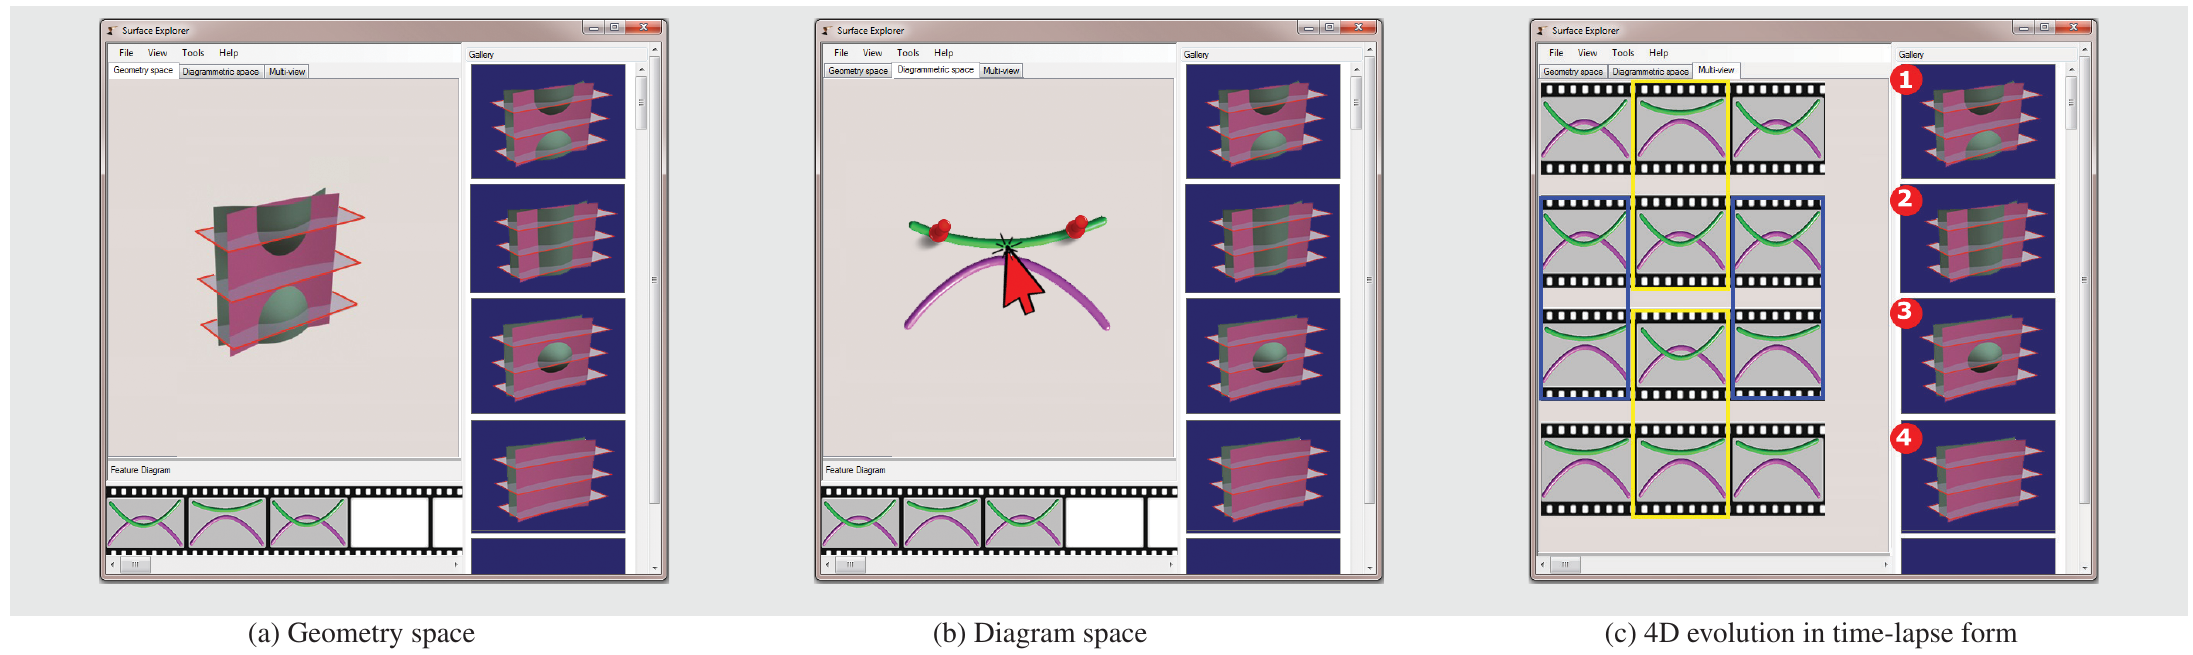 Surface Explorer
File View Tools Help
Gallery
Geometry space Diagrammetric space Multi-view
Feature Diagram
Surface Explorer
File View Tools Help
Gallery
Geometry space Diagrammetric space Multi-view
Feature Diagram
Surface Explorer
File View Tools Help
Gallery
Geometry space Diagrammetric space Multi-view
1
2
3
4
(a) Geometry space
(b) Diagram space
(c) 4D evolution in time-lapse form